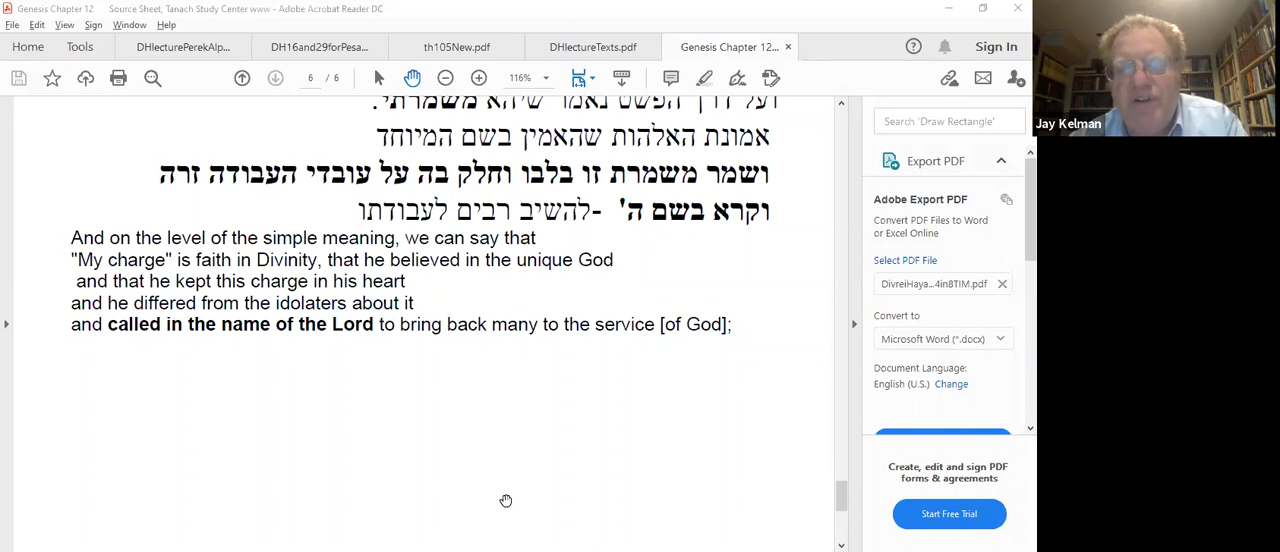 Genesis Chapter 12 Source Sheet, Tanach Study Center www - Adobe Acrobat Reader DC
File Edit View Sign Window Help
Home Tools DHlecturePerekAlp... DH16and29forPesa... th105New.pdf DHlectureTexts.pdf Genesis Chapter 12... × Sign In
6 / 6 116%
ועל דרך הפשט נאמר שיהא משמרתי.
אמונת האלהות שהאמין בשם המיוחד
ושמר משמרת זו בלבו וחלק בה על עובדי העבודה זרה
וקרא בשם ה' -להשיב רבים לעבודתו
And on the level of the simple meaning, we can say that
"My charge" is faith in Divinity, that he believed in the unique God
and that he kept this charge in his heart
and he differed from the idolaters about it
and called in the name of the Lord to bring back many to the service [of God];
Search 'Draw Rectangle'
Export PDF
Adobe Export PDF
Convert PDF Files to Word
or Excel Online
Select PDF File
DivreiHaya...4in8TIM.pdf
Convert to
Microsoft Word (*.docx)
Document Language:
English (U.S.) Change
Create, edit and sign PDF
forms & agreements
Start Free Trial
Jay Kelman